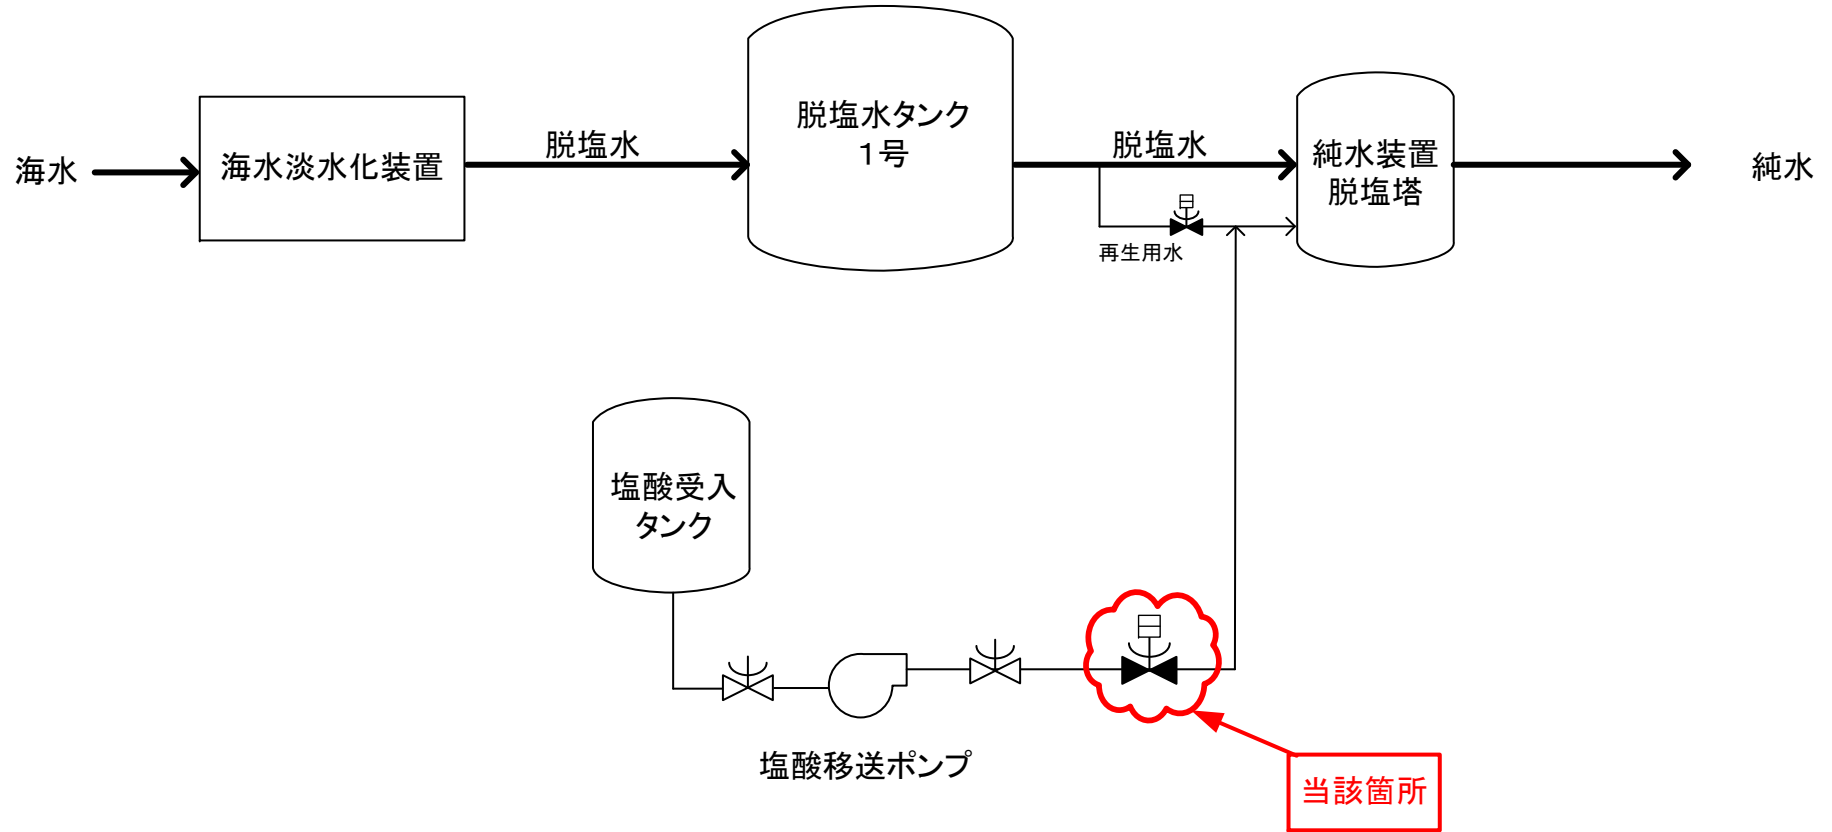 海水
海水淡水化装置
脱塩水
脱塩水タンク
１号
脱塩水
再生用水
純水装置
脱塩塔
純水
塩酸受入
タンク
塩酸移送ポンプ
当該箇所